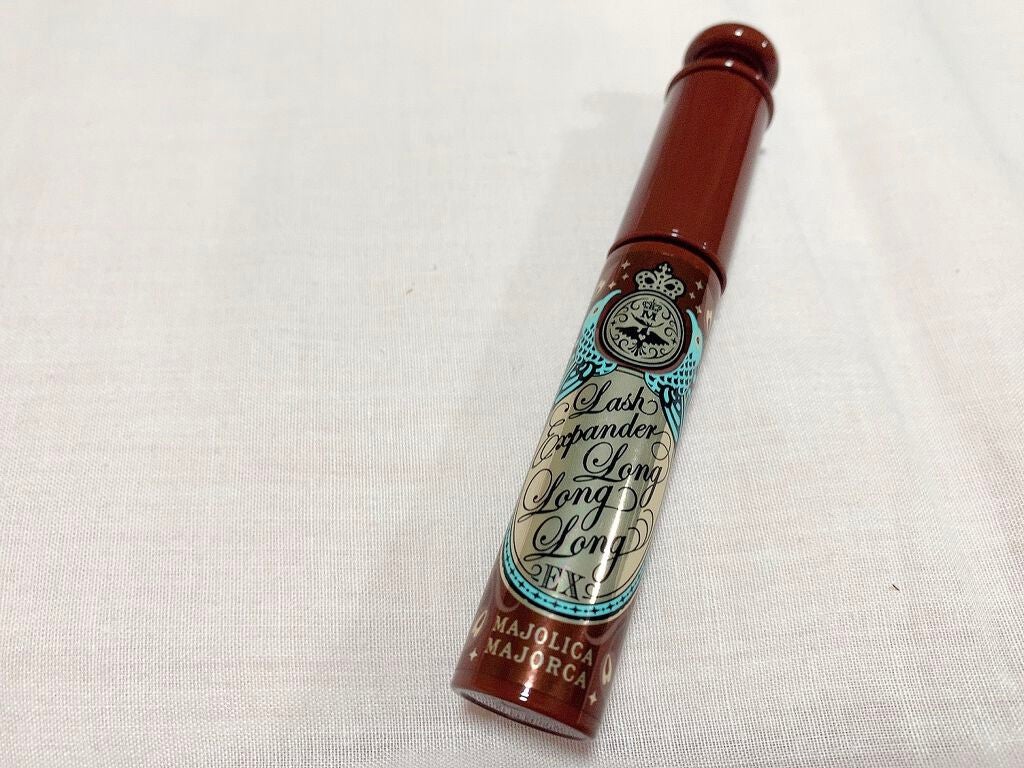 M
Lash
Expander
Long
Long
Long
EX
MAJOLICA
MAJORCA